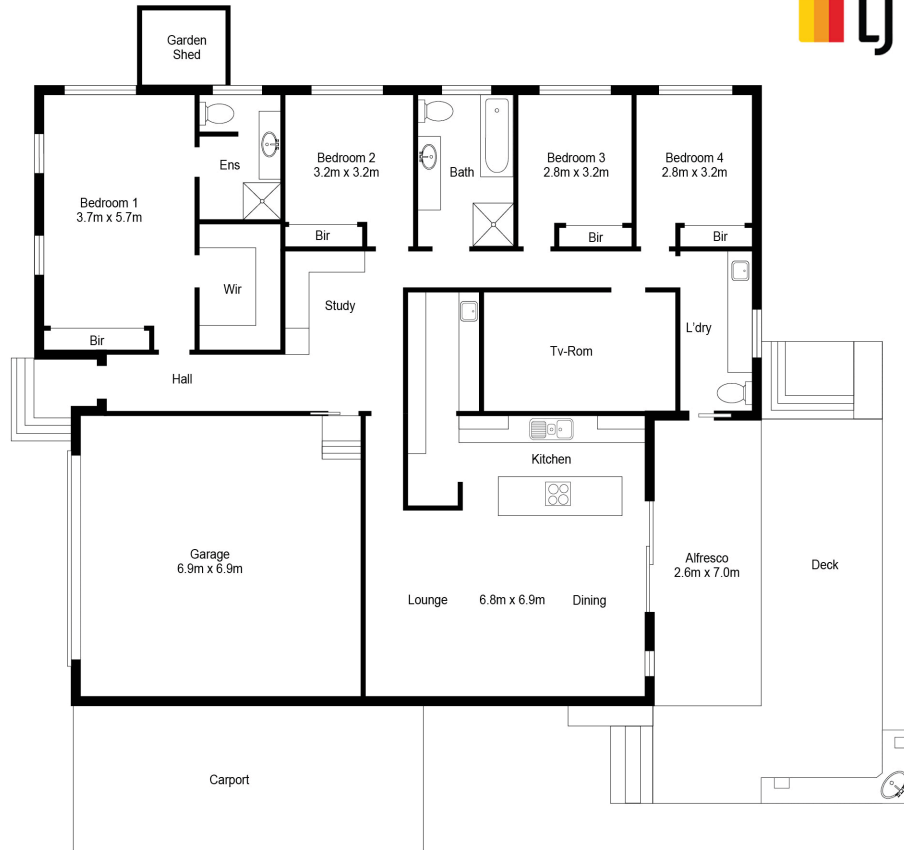 LJ
Garden
Shed
Bedroom 1
3.7m x 5.7m
Ens
Bedroom 2
3.2m x 3.2m
Bath
Bedroom 3
2.8m x 3.2m
Bedroom 4
2.8m x 3.2m
Bir
Bir
Bir
Wir
Study
Bir
Hall
Tv-Rom
L'dry
Kitchen
Garage
6.9m x 6.9m
Lounge 6.8m x 6.9m Dining
Alfresco
2.6m x 7.0m
Deck
Carport